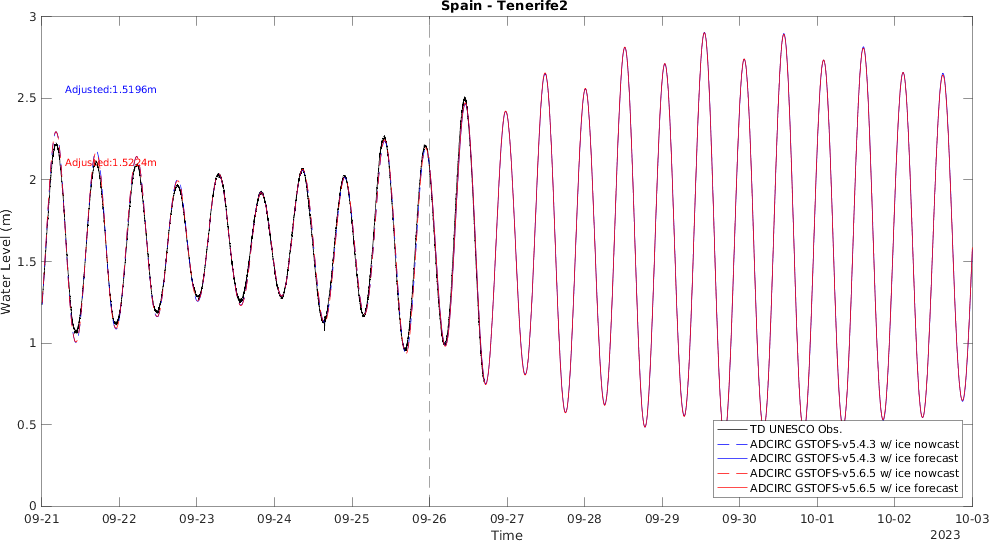 Spain - Tenerife2
3
2.5
2
1.5
1
0.5
0
Water Level (m)
Adjusted:1.5196m
Adjusted:1.5224m
TD UNESCO Obs.
ADCIRC GSTOFS-v5.4.3 w/ ice nowcast
ADCIRC GSTOFS-v5.4.3 w/ ice forecast
ADCIRC GSTOFS-v5.6.5 w/ ice nowcast
ADCIRC GSTOFS-v5.6.5 w/ ice forecast
09-21 09-22 09-23 09-24 09-25 09-26 09-27 09-28 09-29 09-30 10-01 10-02 10-03
Time
2023